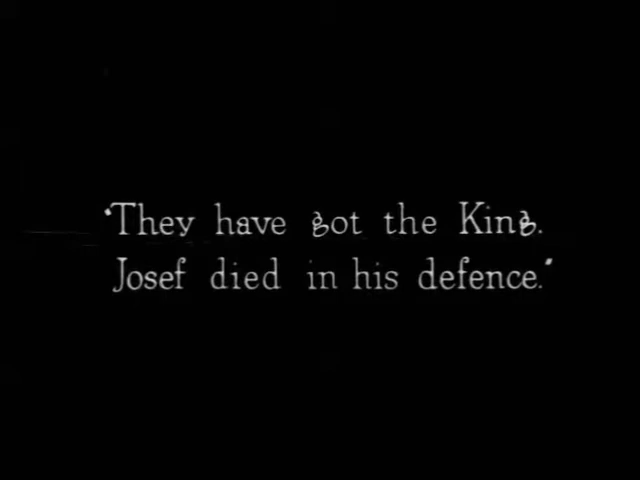 "They have got the King.
Josef died in his defence."